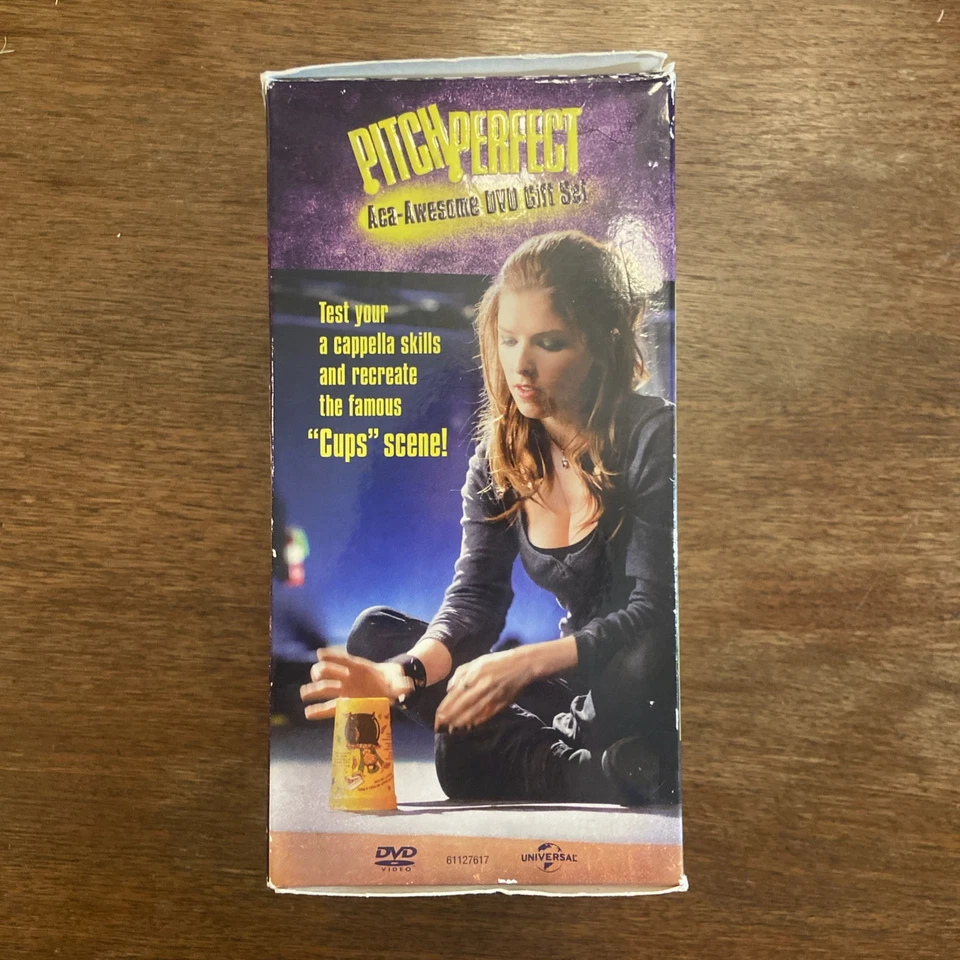 PITCH PERFECT
Aca-Awesome DVD Gift Set
Test your
a cappella skills
and recreate
the famous
“Cups” scene!
DVD
VIDEO
61127617
UNIVERSAL